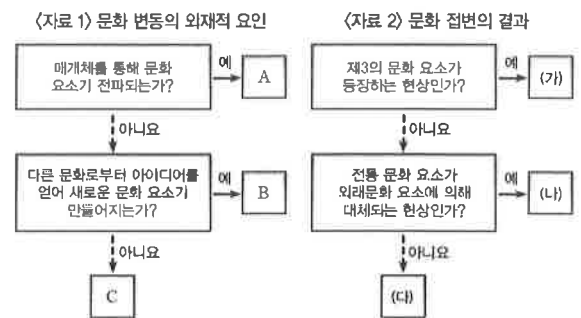 〈자료 1〉 문화 변동의 외재적 요인
매개체를 통해 문화
요소가 전파되는가?
예
A
아니요
다른 문화로부터 아이디어를
얻어 새로운 문화 요소가
만들어지는가?
예
B
아니요
C
〈자료 2〉 문화 접변의 결과
제3의 문화 요소가
등장하는 현상인가?
예
(가)
아니요
전통 문화 요소가
외래문화 요소에 의해
대체되는 현상인가?
예
(나)
아니요
(다)